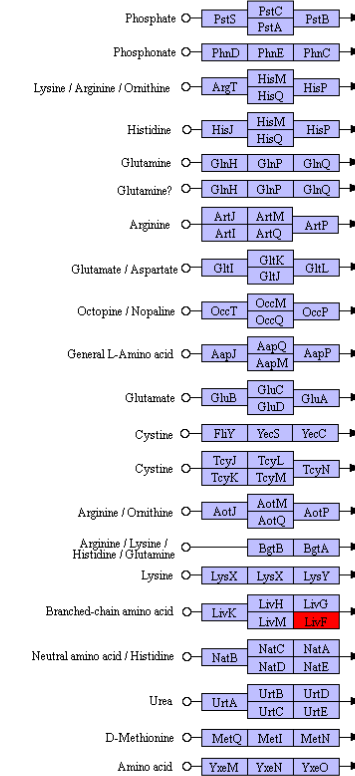 Phosphate PstS PstC PstB
PstA
Phosphonate PhnD PhnE PhnC
Lysine / Arginine / Ornithine ArgT HisM HisP
HisQ
Histidine HisJ HisM HisP
HisQ
Glutamine GlnH GlnP GlnQ
Glutamine? GlnH GlnP GlnQ
Arginine ArtJ ArtM ArtP
ArtI ArtQ
Glutamate / Aspartate GltI GltK GltL
GltJ
Octopine / Nopaline OccT OccM OccP
OccQ
General L-Amino acid AapJ AapQ AapP
AapM
Glutamate GluB GluC GluA
GluD
Cystine FliY YecS YecC
Cystine TcyJ TcyL TcyN
TcyK TcyM
Arginine / Ornithine AotJ AotM AotP
AotQ
Arginine / Lysine /
Histidine / Glutamine BgtB BgtA
Lysine LysX LysX LysY
Branched-chain amino acid LivK LivH LivG
LivM LivF
Neutral amino acid / Histidine NatB NatC NatA
NatD NatE
Urea UrtA UrtB UrtD
UrtC UrtE
D-Methionine MetQ MetI MetN
Amino acid YxeM YxeN YxeO